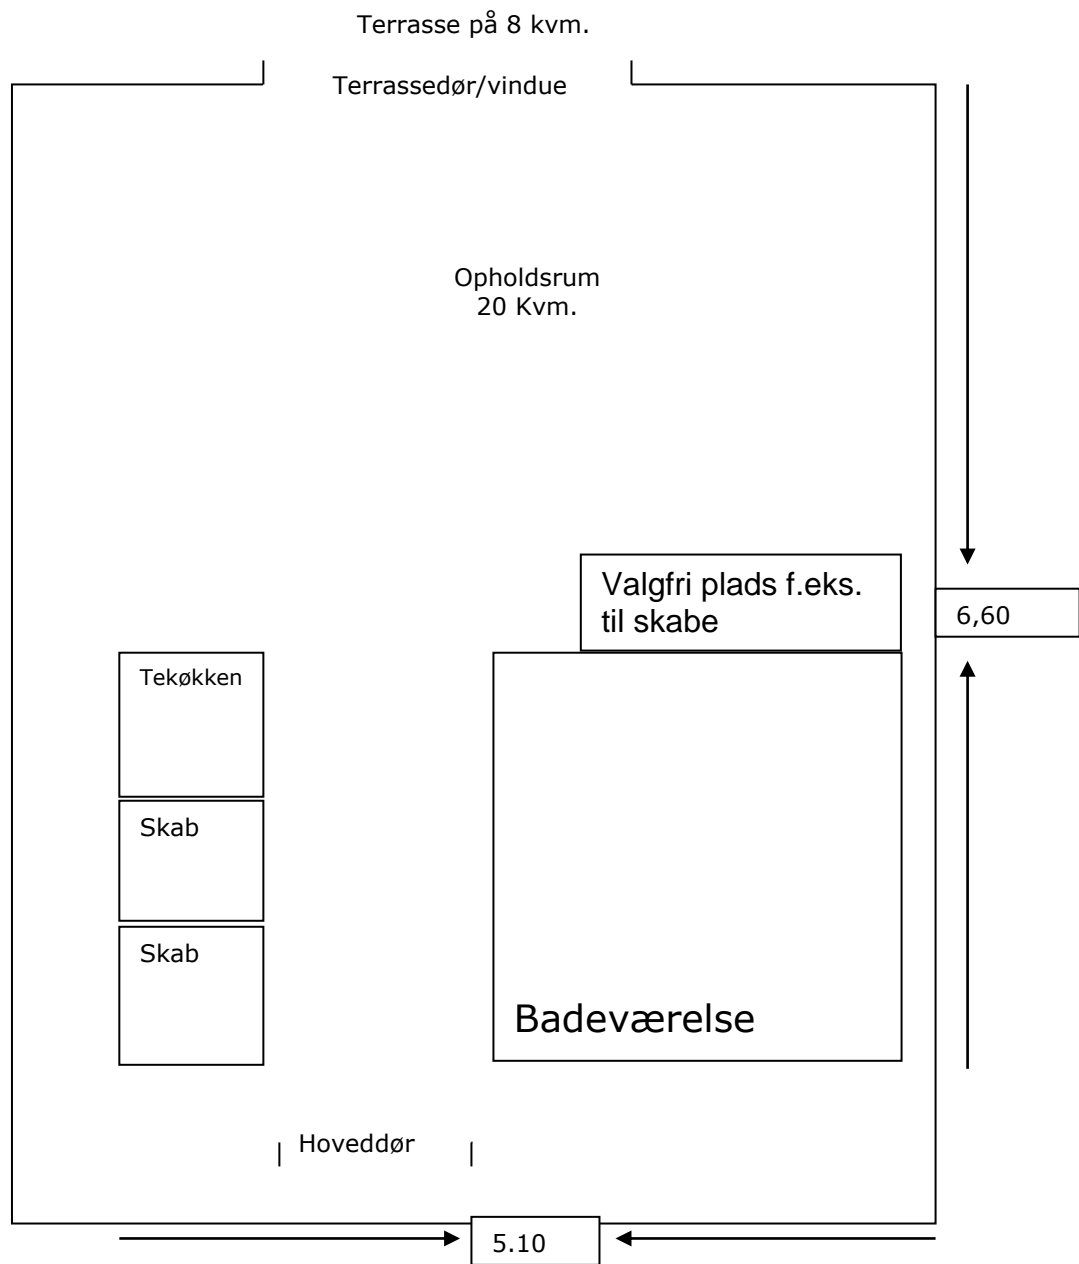 Terrasse på 8 kvm.
Terrassedør/vindue
Opholdsrum
20 Kvm.
Valgfri plads f.eks.
til skabe
6,60
Tekøkken
Skab
Skab
Badeværelse
Hoveddør
5.10